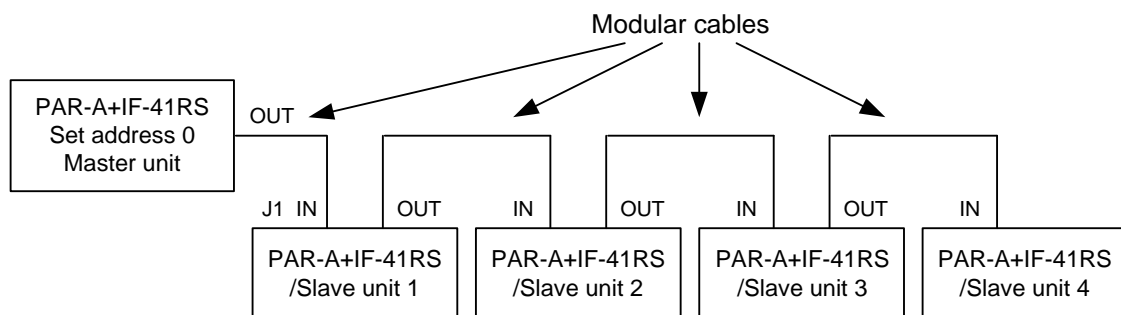 Modular cables
PAR-A+IF-41RS
Set address 0
Master unit
OUT
J1 IN
OUT
IN
OUT
IN
OUT
IN
PAR-A+IF-41RS
/Slave unit 1
PAR-A+IF-41RS
/Slave unit 2
PAR-A+IF-41RS
/Slave unit 3
PAR-A+IF-41RS
/Slave unit 4